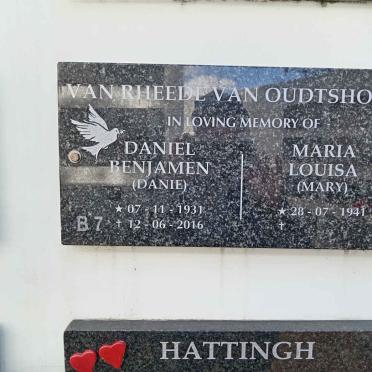 VAN RHEEDE VAN OUDTSHO
IN LOVING MEMORY OF
DANIEL
BENJAMEN
(DANIE)
★ 07 - 11 - 1931
✝ 12 - 06 - 2016
MARIA
LOUISA
(MARY)
★ 28 - 07 - 1941
✝
B7
HATTINGH